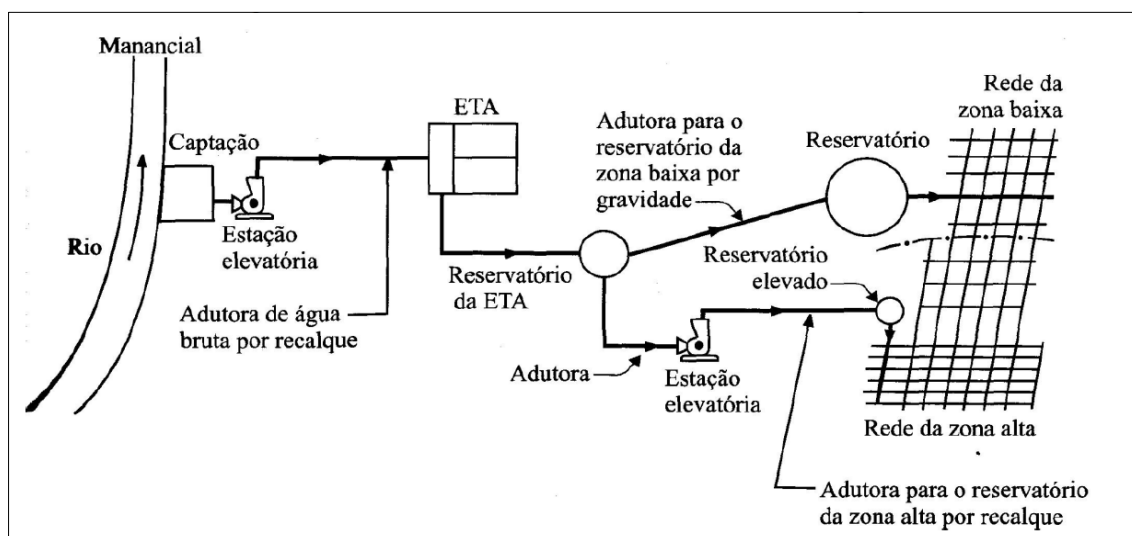 Manancial
Captação
Rio
Estação
elevatória
Adutora de água
bruta por recalque
ETA
Reservatório
da ETA
Adutora para o
reservatório da
zona baixa por
gravidade
Reservatório
Rede da
zona baixa
Reservatório
elevado
Adutora
Estação
elevatória
Rede da zona alta
Adutora para o reservatório
da zona alta por recalque